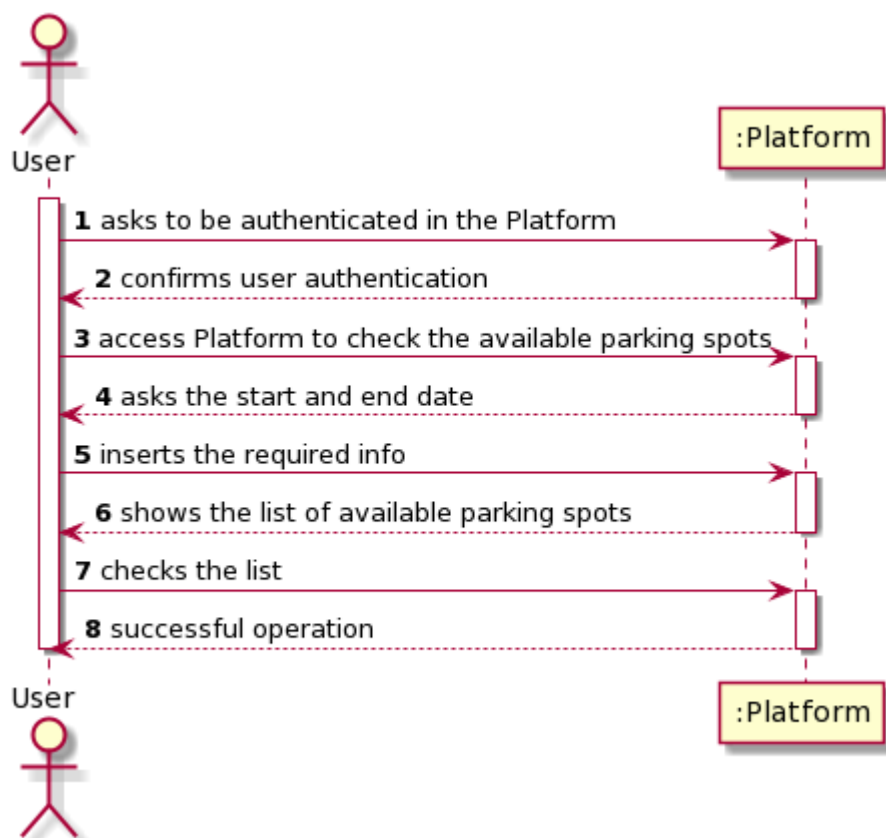 User
:Platform
1 asks to be authenticated in the Platform
2 confirms user authentication
3 access Platform to check the available parking spots
4 asks the start and end date
5 inserts the required info
6 shows the list of available parking spots
7 checks the list
8 successful operation
User
:Platform